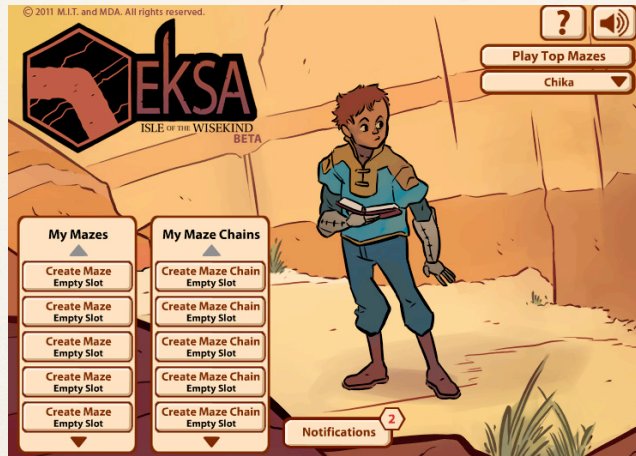 © 2011 M.I.T. and MDA. All rights reserved.
?
Play Top Mazes
Chika
EKSA
ISLE OF THE WISEKIND
BETA
My Mazes
Create Maze
Empty Slot
Create Maze
Empty Slot
Create Maze
Empty Slot
Create Maze
Empty Slot
Create Maze
Empty Slot
My Maze Chains
Create Maze Chain
Empty Slot
Create Maze Chain
Empty Slot
Create Maze Chain
Empty Slot
Create Maze Chain
Empty Slot
Create Maze Chain
Empty Slot
Notifications
2